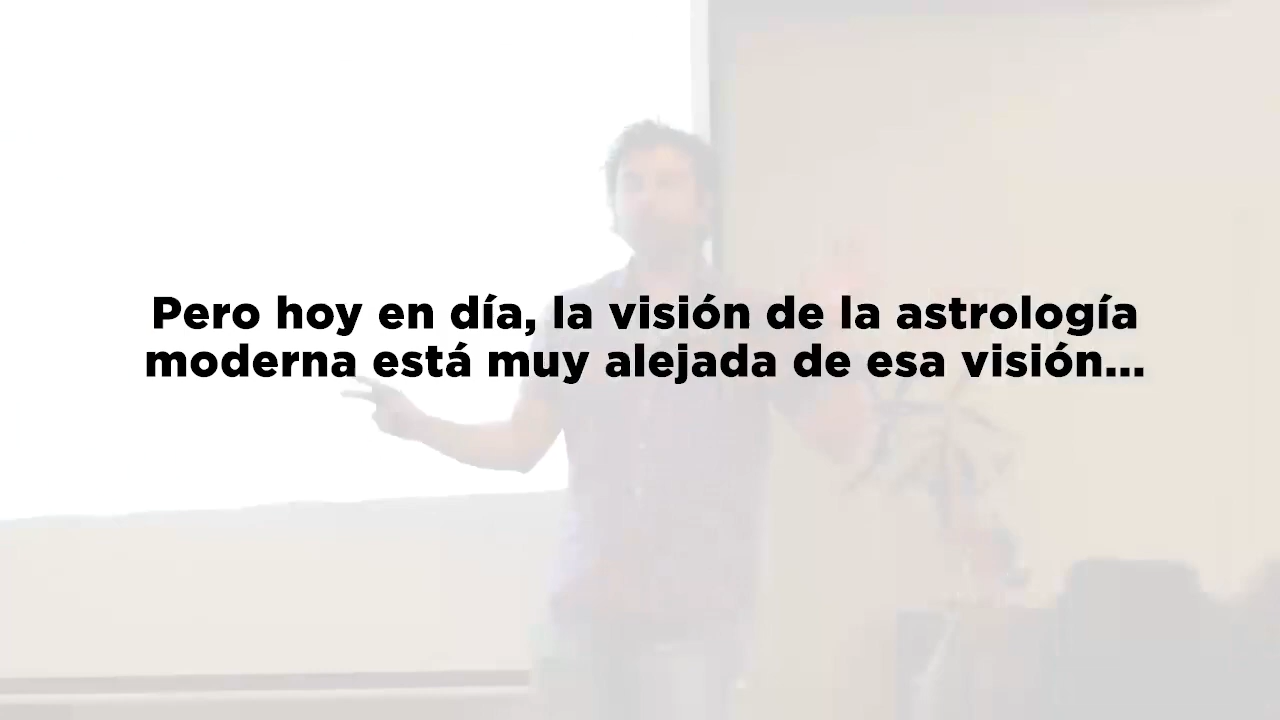 Pero hoy en día, la visión de la astrología
moderna está muy alejada de esa visión...